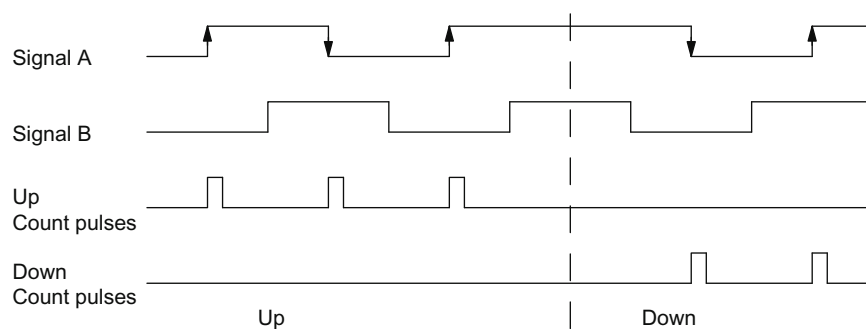 Signal A
Signal B
Up
Count pulses
Down
Count pulses
Up
Down